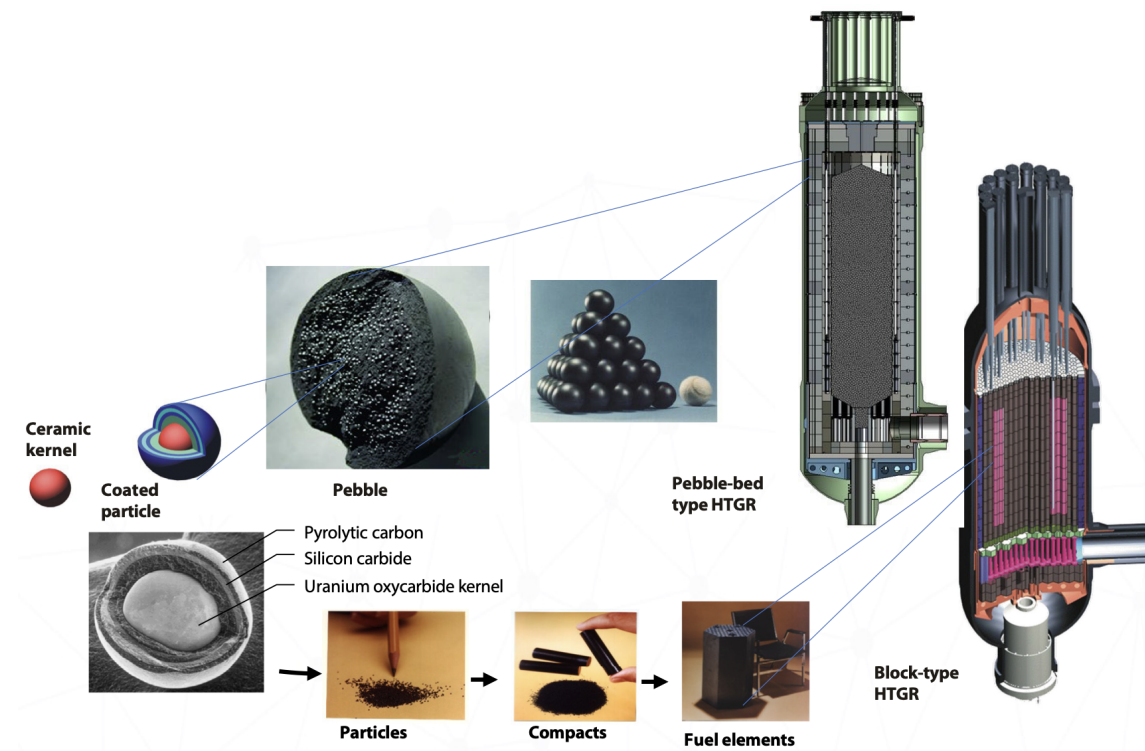 Ceramic
kernel
Coated
particle
Pebble
Pebble-bed
type HTGR
Pyrolytic carbon
Silicon carbide
Uranium oxycarbide kernel
Particles
Compacts
Fuel elements
Block-type
HTGR